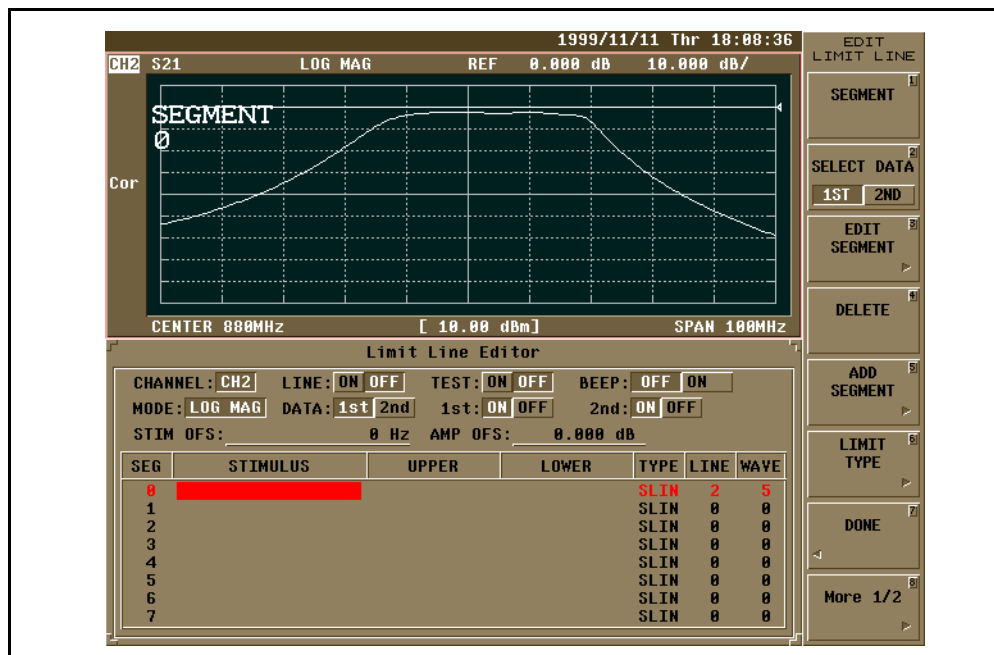 1999/11/11 Thr 18:08:36
CH2 S21 LOG MAG REF 0.000 dB 10.000 dB/
SEGMENT
0
Cor
CENTER 880MHz [ 10.00 dBm] SPAN 100MHz
Limit Line Editor
CHANNEL: CH2 LINE: ON OFF TEST: ON OFF BEEP: OFF ON
MODE: LOG MAG DATA: 1st 2nd 1st: ON OFF 2nd: ON OFF
STIM OFS: 0 Hz AMP OFS: 0.000 dB
SEG STIMULUS UPPER LOWER TYPE LINE WAVE
0 SLIN 2 5
1 SLIN 0 0
2 SLIN 0 0
3 SLIN 0 0
4 SLIN 0 0
5 SLIN 0 0
6 SLIN 0 0
7 SLIN 0 0
EDIT
LIMIT LINE
1
SEGMENT
2
SELECT DATA
1ST 2ND
3
EDIT
SEGMENT
4
DELETE
5
ADD
SEGMENT
6
LIMIT
TYPE
7
DONE
8
More 1/2